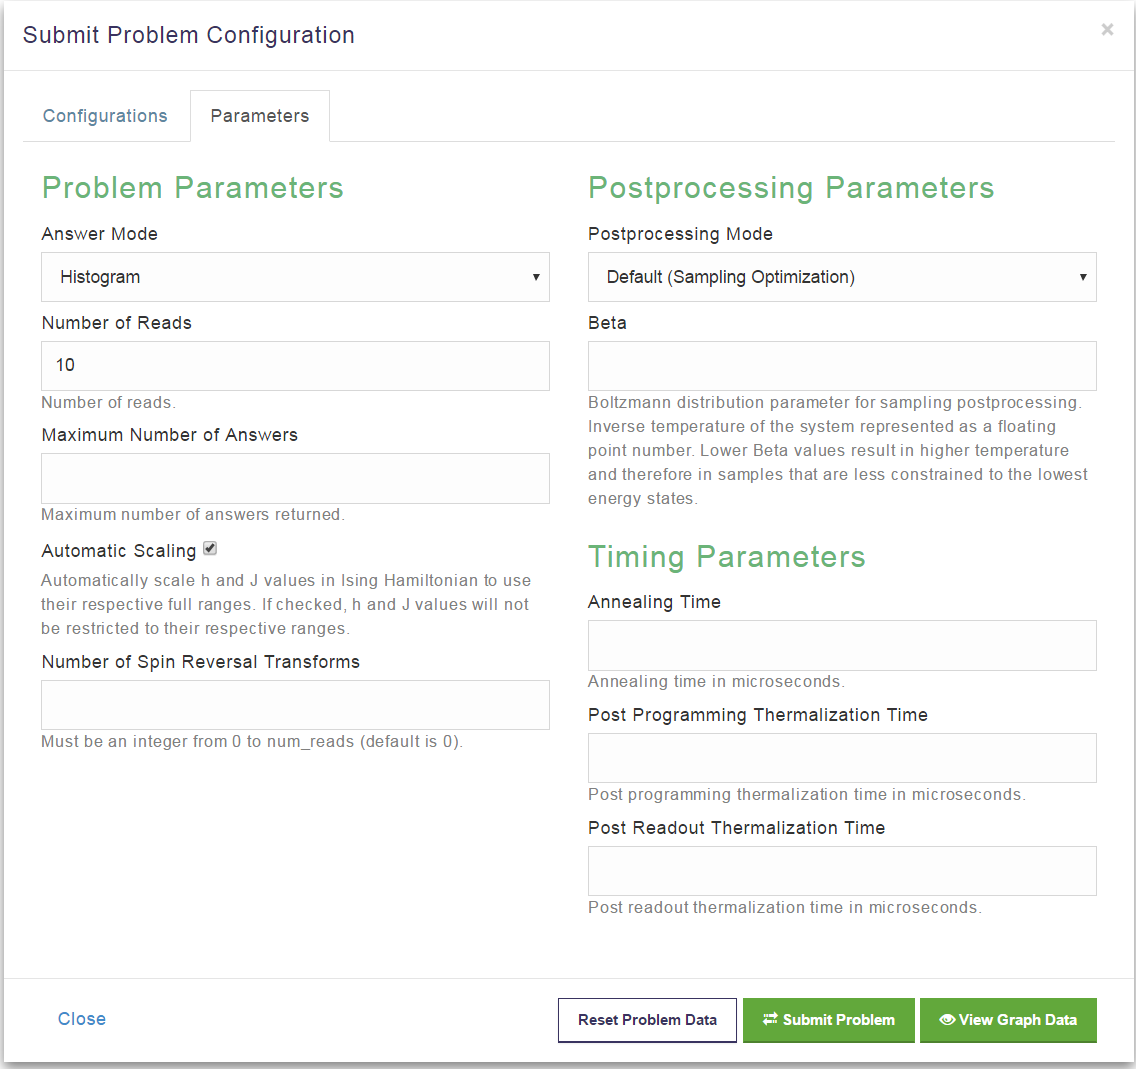 Submit Problem Configuration
×
Configurations
Parameters
Problem Parameters
Answer Mode
Histogram
Number of Reads
10
Number of reads.
Maximum Number of Answers
Maximum number of answers returned.
Automatic Scaling
Automatically scale h and J values in Ising Hamiltonian to use
their respective full ranges. If checked, h and J values will not
be restricted to their respective ranges.
Number of Spin Reversal Transforms
Must be an integer from 0 to num_reads (default is 0).
Postprocessing Parameters
Postprocessing Mode
Default (Sampling Optimization)
Beta
Boltzmann distribution parameter for sampling postprocessing.
Inverse temperature of the system represented as a floating
point number. Lower Beta values result in higher temperature
and therefore in samples that are less constrained to the lowest
energy states.
Timing Parameters
Annealing Time
Annealing time in microseconds.
Post Programming Thermalization Time
Post programming thermalization time in microseconds.
Post Readout Thermalization Time
Post readout thermalization time in microseconds.
Close
Reset Problem Data
Submit Problem
View Graph Data